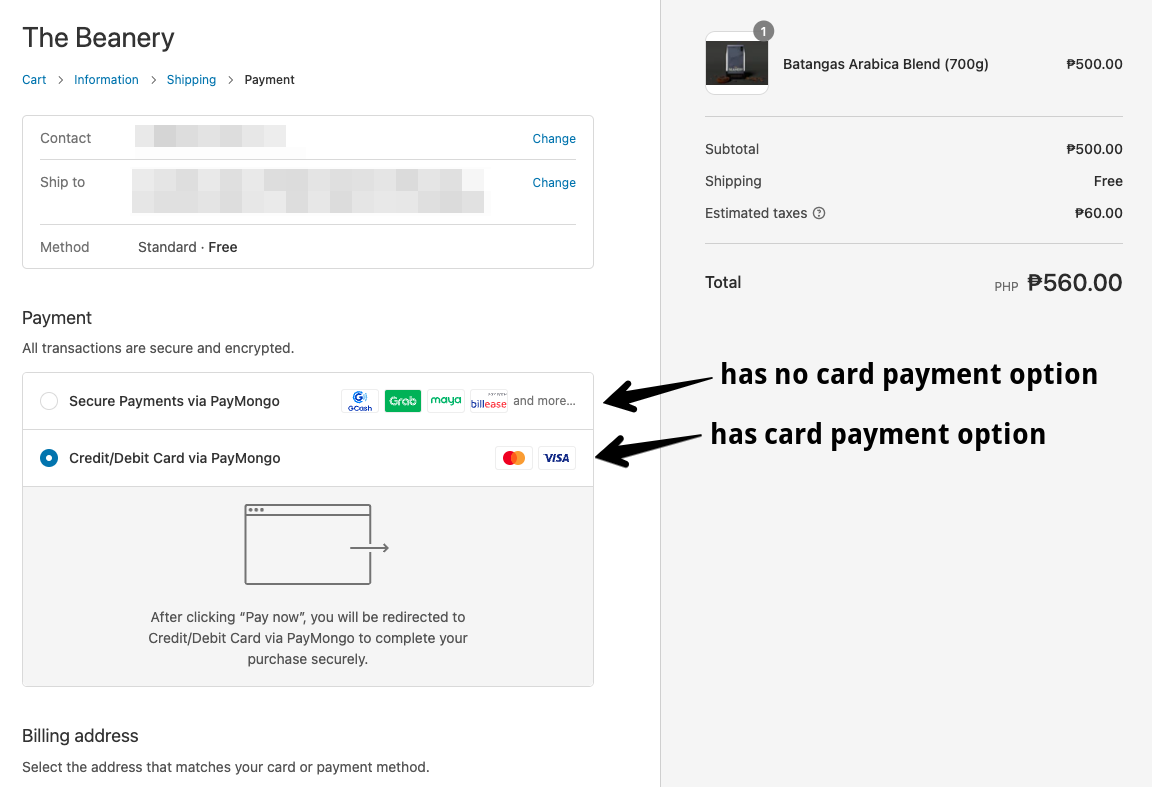 The Beanery
Cart > Information > Shipping > Payment
Contact Change
Ship to Change
Method Standard · Free
Payment
All transactions are secure and encrypted.
Secure Payments via PayMongo GCash Grab maya billease and more...
Credit/Debit Card via PayMongo VISA
After clicking “Pay now”, you will be redirected to
Credit/Debit Card via PayMongo to complete your
purchase securely.
Billing address
Select the address that matches your card or payment method.
1
Batangas Arabica Blend (700g) ₱500.00
Subtotal ₱500.00
Shipping Free
Estimated taxes ₱60.00
Total PHP ₱560.00
has no card payment option
has card payment option